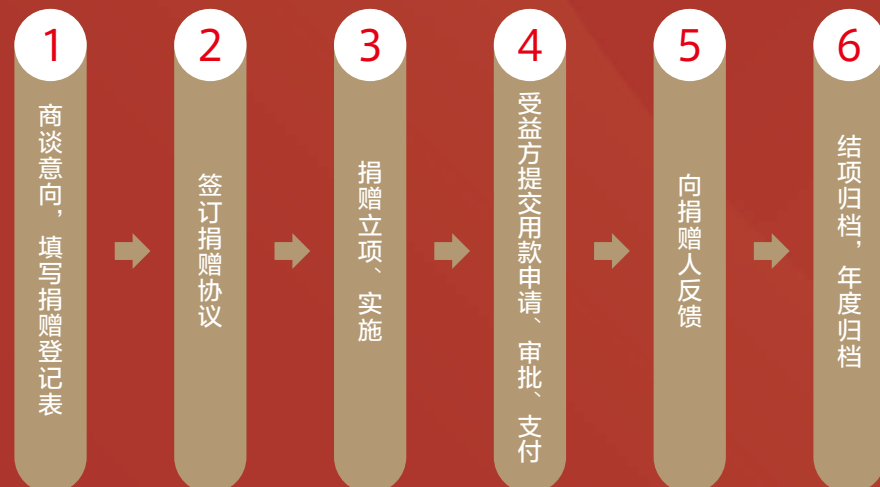 1
商谈意向，填写捐赠登记表
2
签订捐赠协议
3
捐赠立项、实施
4
受益方提交用款申请、审批、支付
5
向捐赠人反馈
6
结项归档，年度归档